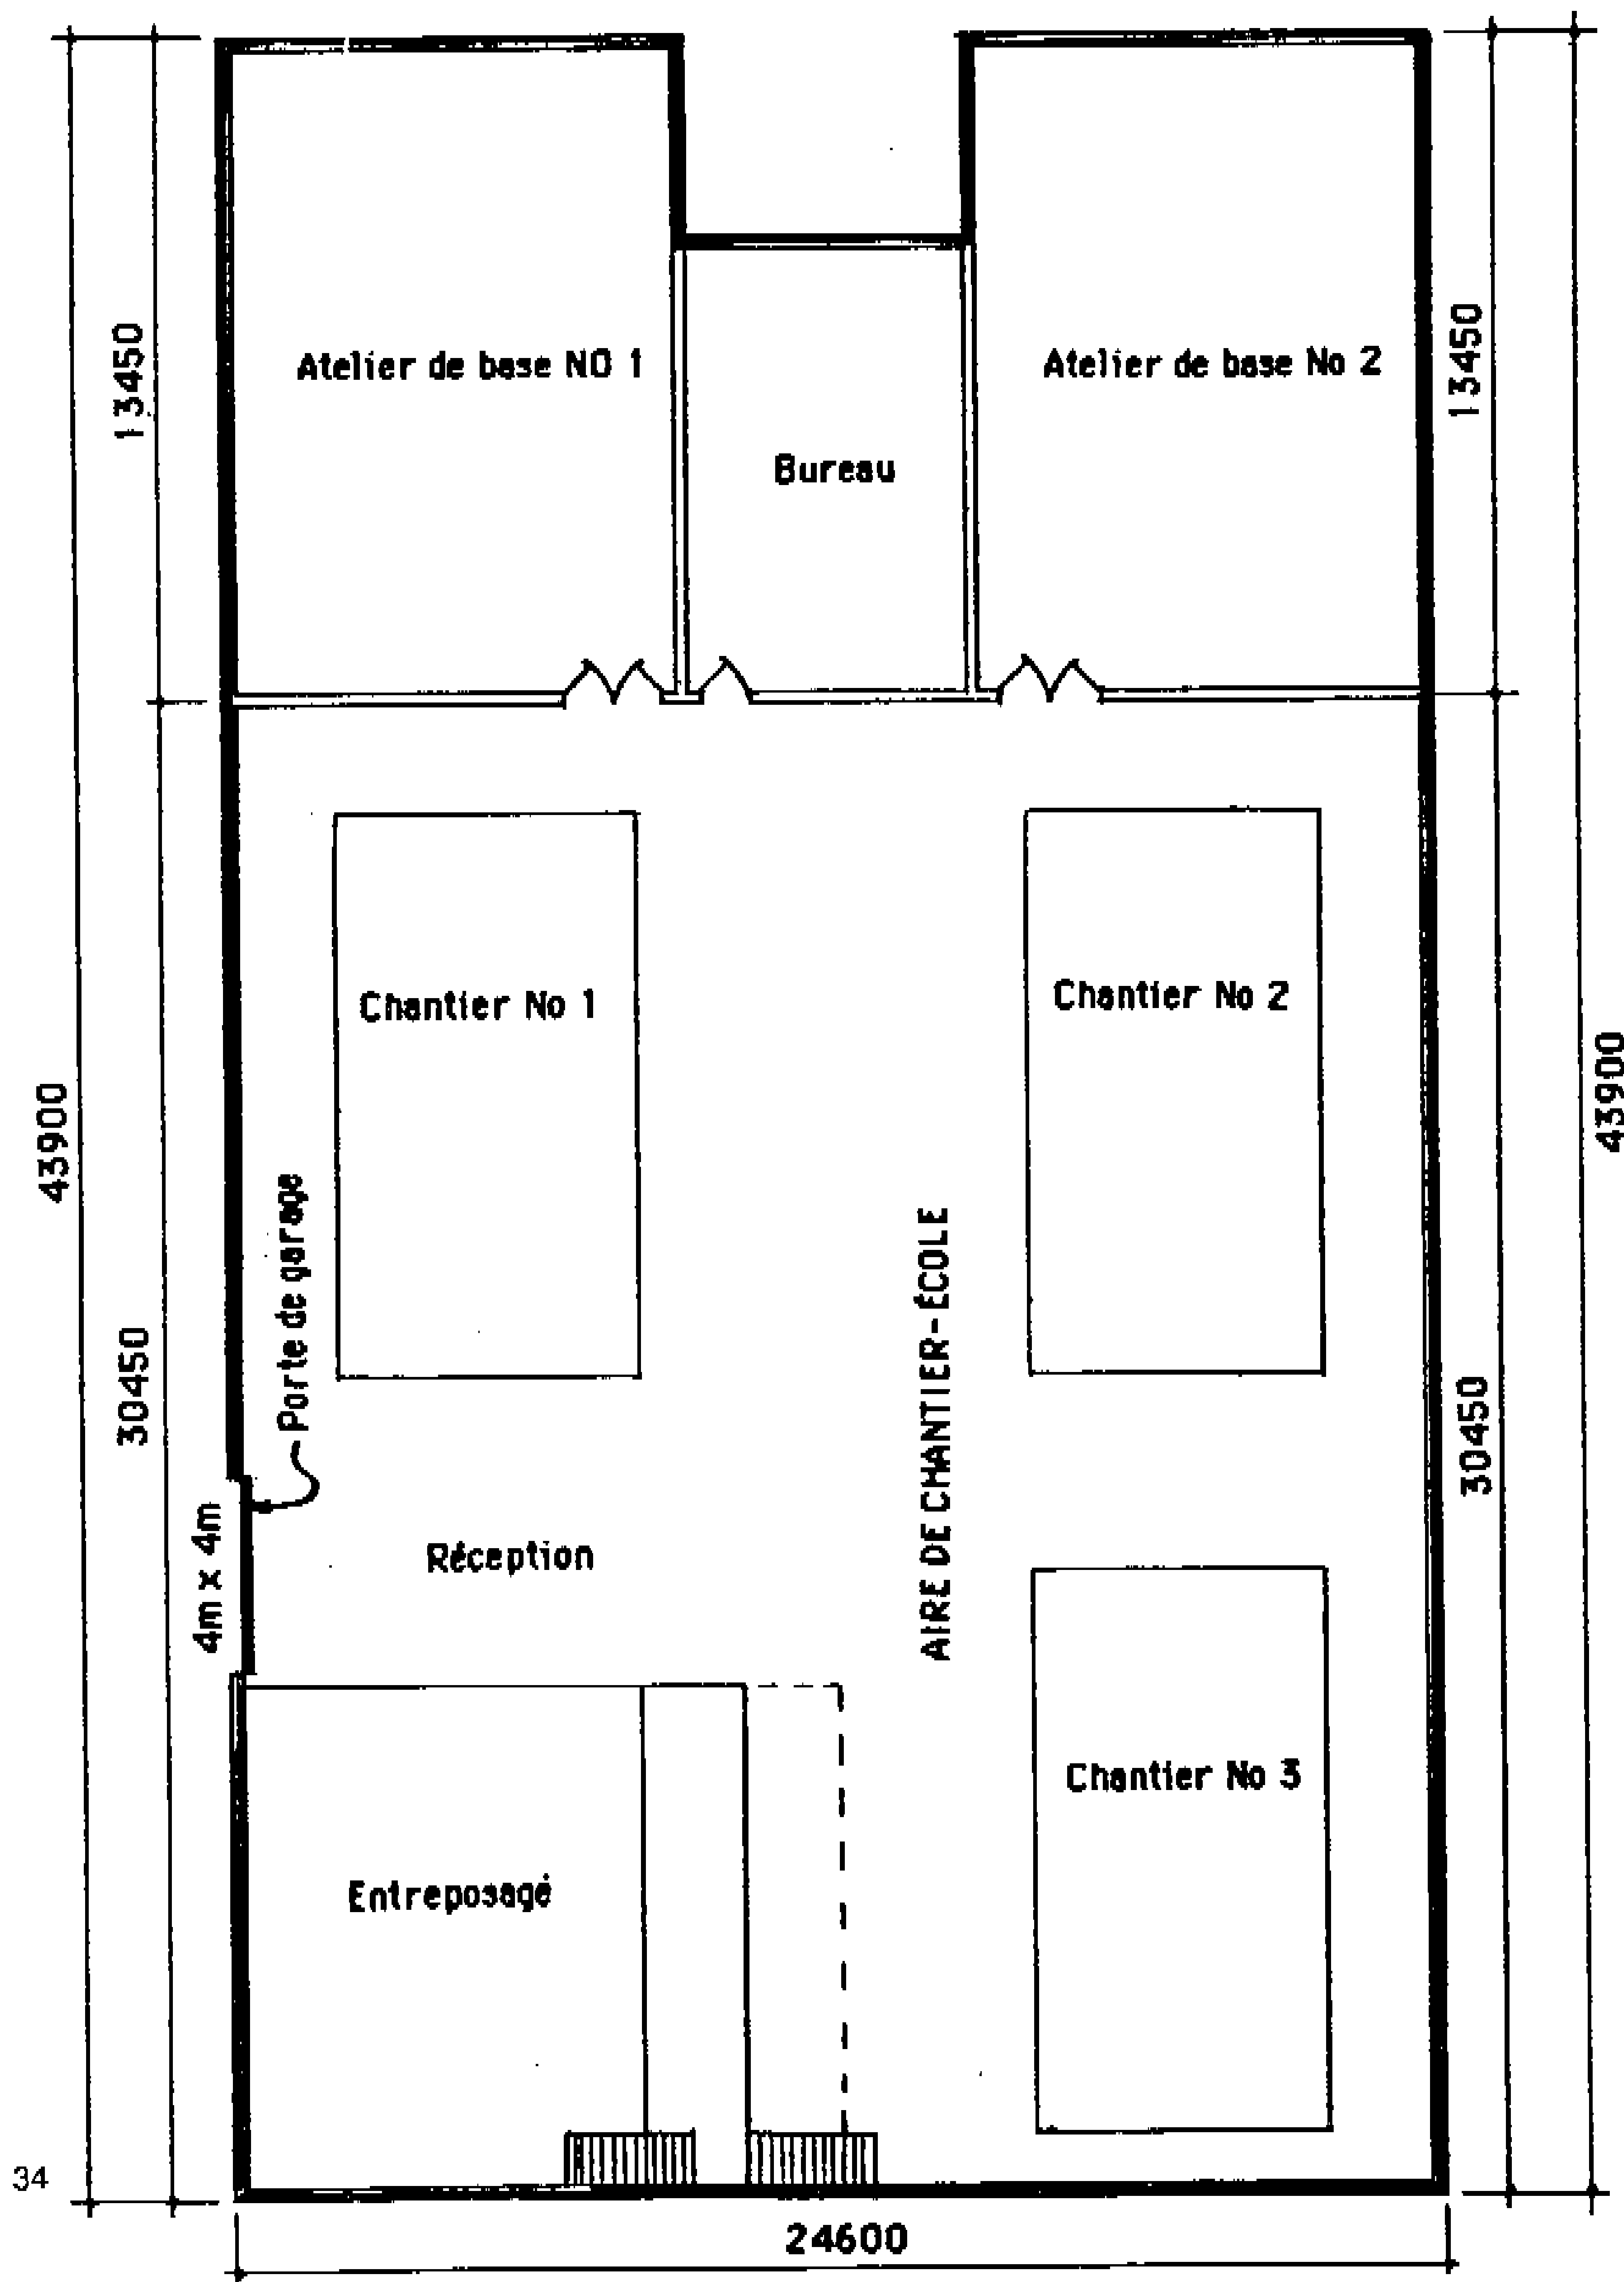 13450
Atelier de base NO 1
Atelier de base No 2
13450
Bureau
Chantier No 1
Chantier No 2
43900
43900
Porte de garage
AIRE DE CHANTIER-ÉCOLE
30450
30450
4m x 4m
Réception
Chantier No 3
Entreposagé
34
24600